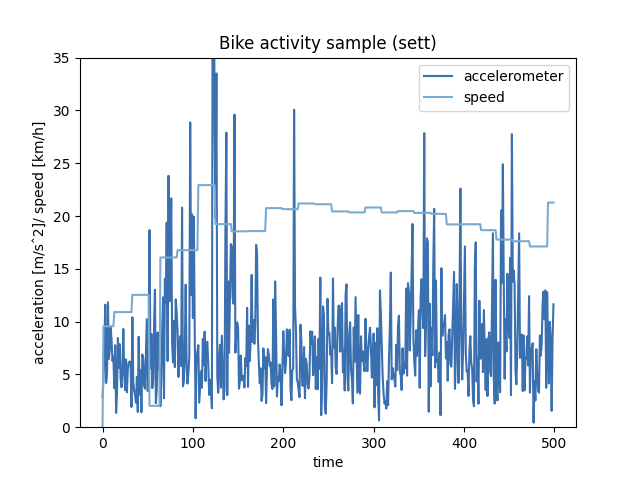 Bike activity sample (sett)
accelerometer
speed
acceleration [m/s^2]/ speed [km/h]
35
30
25
20
15
10
5
0
0 100 200 300 400 500
time